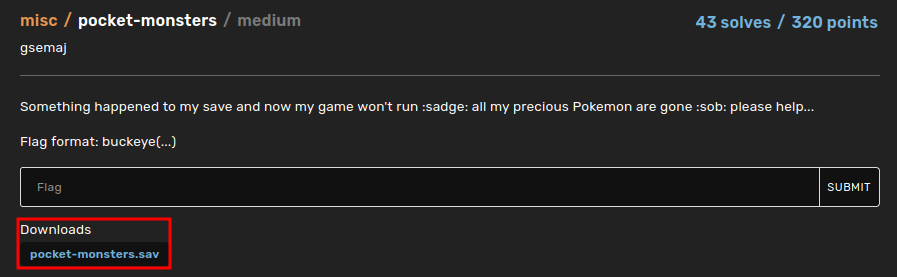 misc / pocket-monsters / medium 43 solves / 320 points
gsemaj
Something happened to my save and now my game won't run :sadge: all my precious Pokemon are gone :sob: please help...
Flag format: buckeye(...)
Flag SUBMIT
Downloads
pocket-monsters.sav